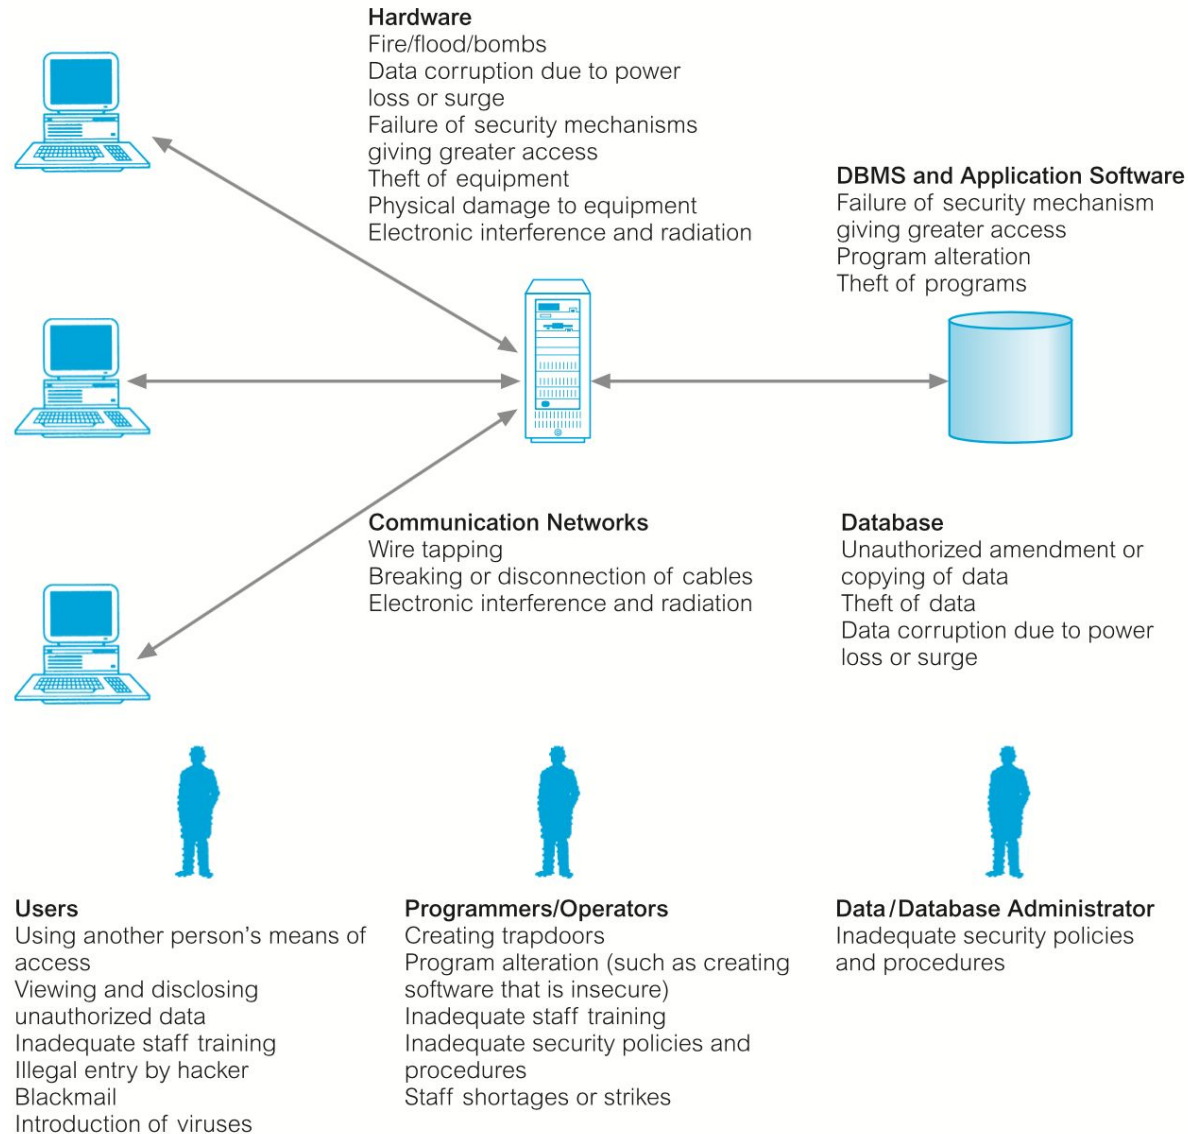 Hardware
Fire/flood/bombs
Data corruption due to power
loss or surge
Failure of security mechanisms
giving greater access
Theft of equipment
Physical damage to equipment
Electronic interference and radiation
DBMS and Application Software
Failure of security mechanism
giving greater access
Program alteration
Theft of programs
Communication Networks
Wire tapping
Breaking or disconnection of cables
Electronic interference and radiation
Database
Unauthorized amendment or
copying of data
Theft of data
Data corruption due to power
loss or surge
Users
Using another person's means of
access
Viewing and disclosing
unauthorized data
Inadequate staff training
Illegal entry by hacker
Blackmail
Introduction of viruses
Programmers/Operators
Creating trapdoors
Program alteration (such as creating
software that is insecure)
Inadequate staff training
Inadequate security policies and
procedures
Staff shortages or strikes
Data/Database Administrator
Inadequate security policies
and procedures